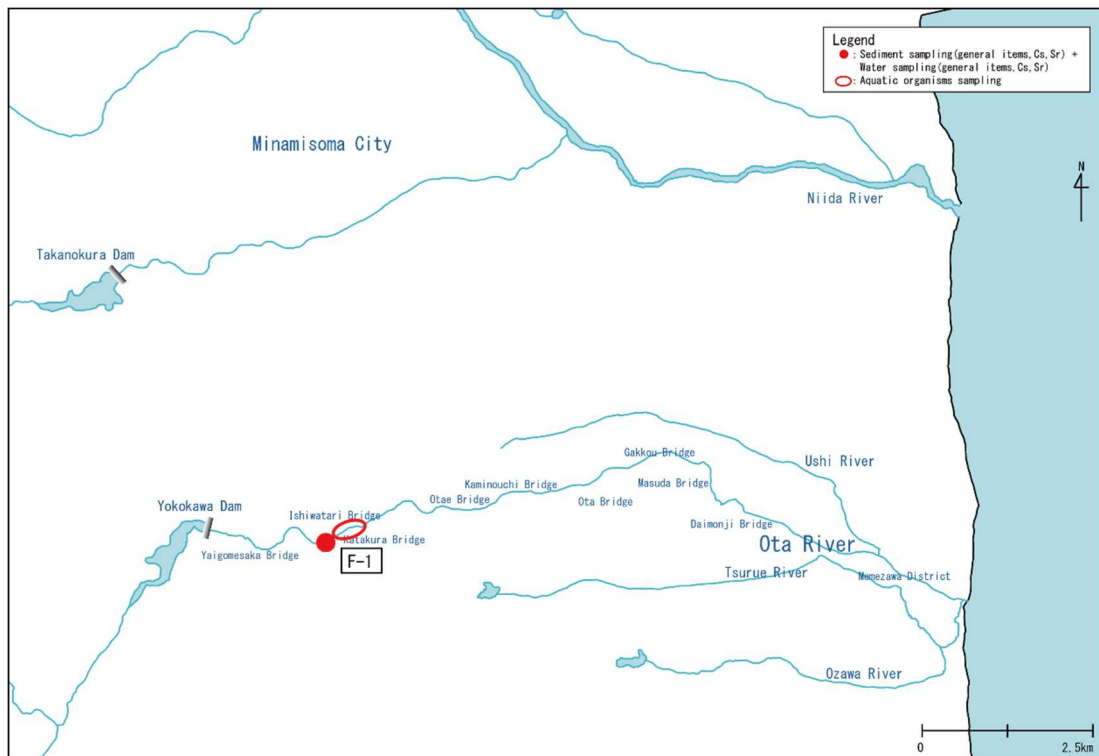 Legend
: Sediment sampling(general items,Cs,Sr) +
Water sampling(general items,Cs,Sr)
: Aquatic organisms sampling
Minamisoma City
N
Niida River
Takanokura Dam
Gakkou Bridge
Ushi River
Kaminouchi Bridge
Masuda Bridge
Otae Bridge
Ota Bridge
Yokokawa Dam
Ishiwatari Bridge
Daimonji Bridge
Katakura Bridge
Ota River
Yaigomesaka Bridge
F-1
Tsurue River
Memezawa District
Ozawa River
0
2.5km